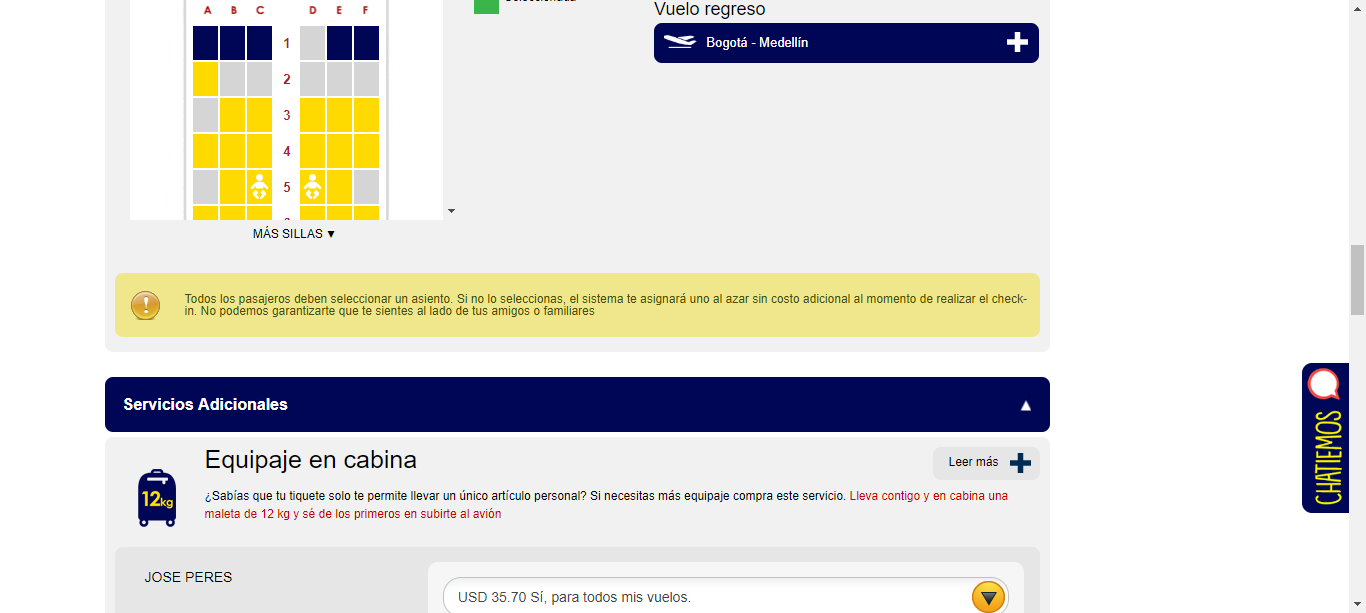 A B C D E F
Vuelo regreso
Bogotá - Medellín
1
2
3
4
5
MÁS SILLAS ▼
Todos los pasajeros deben seleccionar un asiento. Si no lo seleccionas, el sistema te asignará uno al azar sin costo adicional al momento de realizar el check-
in. No podemos garantizarte que te sientes al lado de tus amigos o familiares
Servicios Adicionales
Equipaje en cabina
Leer más
12kg
¿Sabías que tu tiquete solo te permite llevar un único artículo personal? Si necesitas más equipaje compra este servicio. Lleva contigo y en cabina una
maleta de 12 kg y sé de los primeros en subirte al avión
JOSE PERES
USD 35.70 Sí, para todos mis vuelos.
CHATIEMOS